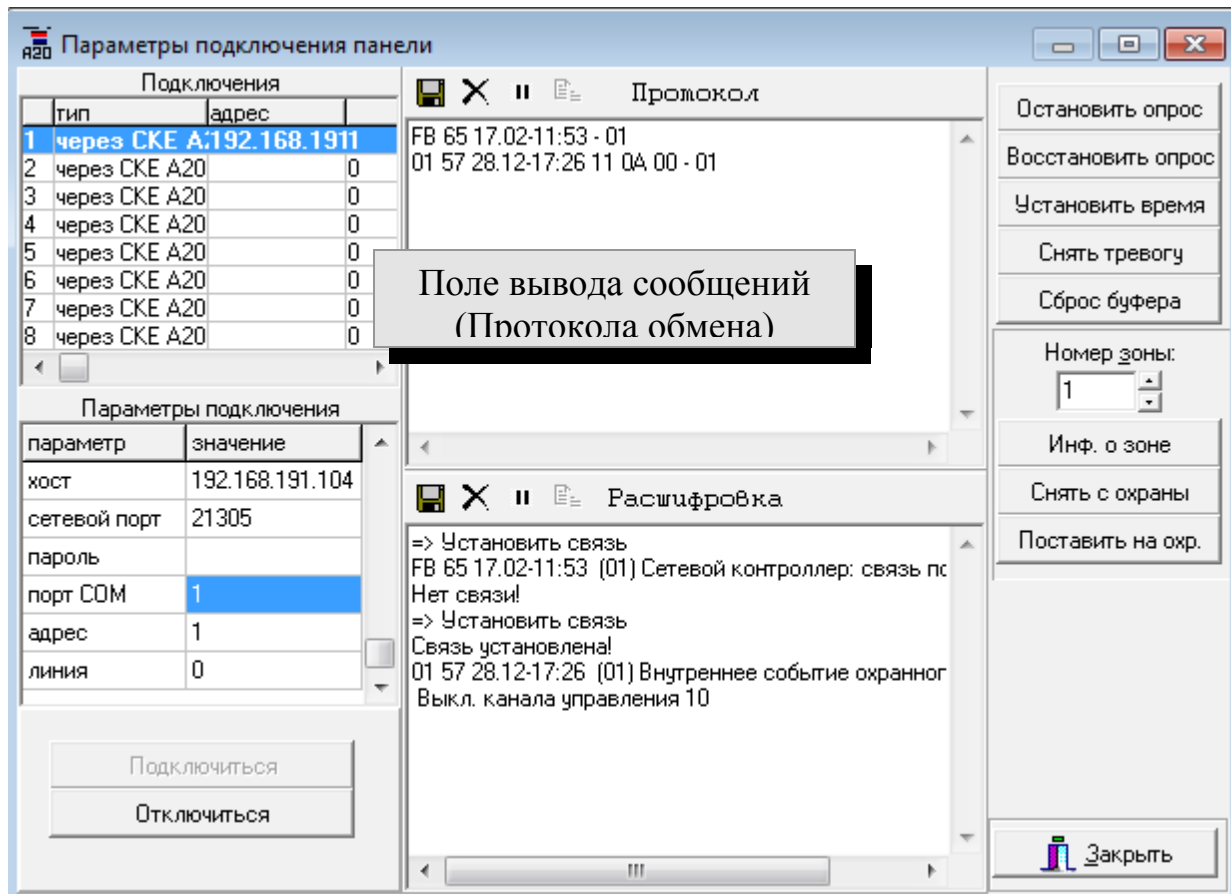 A20 Параметры подключения панели
Подключения
тип адрес
1 через СКЕ А2 192.168.191 1
2 через СКЕ А20 0
3 через СКЕ А20 0
4 через СКЕ А20 0
5 через СКЕ А20 0
6 через СКЕ А20 0
7 через СКЕ А20 0
8 через СКЕ А20 0
Параметры подключения
параметр значение
хост 192.168.191.104
сетевой порт 21305
пароль
порт COM 1
адрес 1
линия 0
Подключиться
Отключиться
Протокол
FB 65 17.02-11:53 - 01
01 57 28.12-17:26 11 0A 00 - 01
Поле вывода сообщений
(Протокола обмена)
Расшифровка
=> Установить связь
FB 65 17.02-11:53 (01) Сетевой контроллер: связь пс
Нет связи!
=> Установить связь
Связь установлена!
01 57 28.12-17:26 (01) Внутреннее событие охранног
Выкл. канала управления 10
Остановить опрос
Восстановить опрос
Установить время
Снять тревогу
Сброс буфера
Номер зоны:
1
Инф. о зоне
Снять с охраны
Поставить на охр.
Закрыть